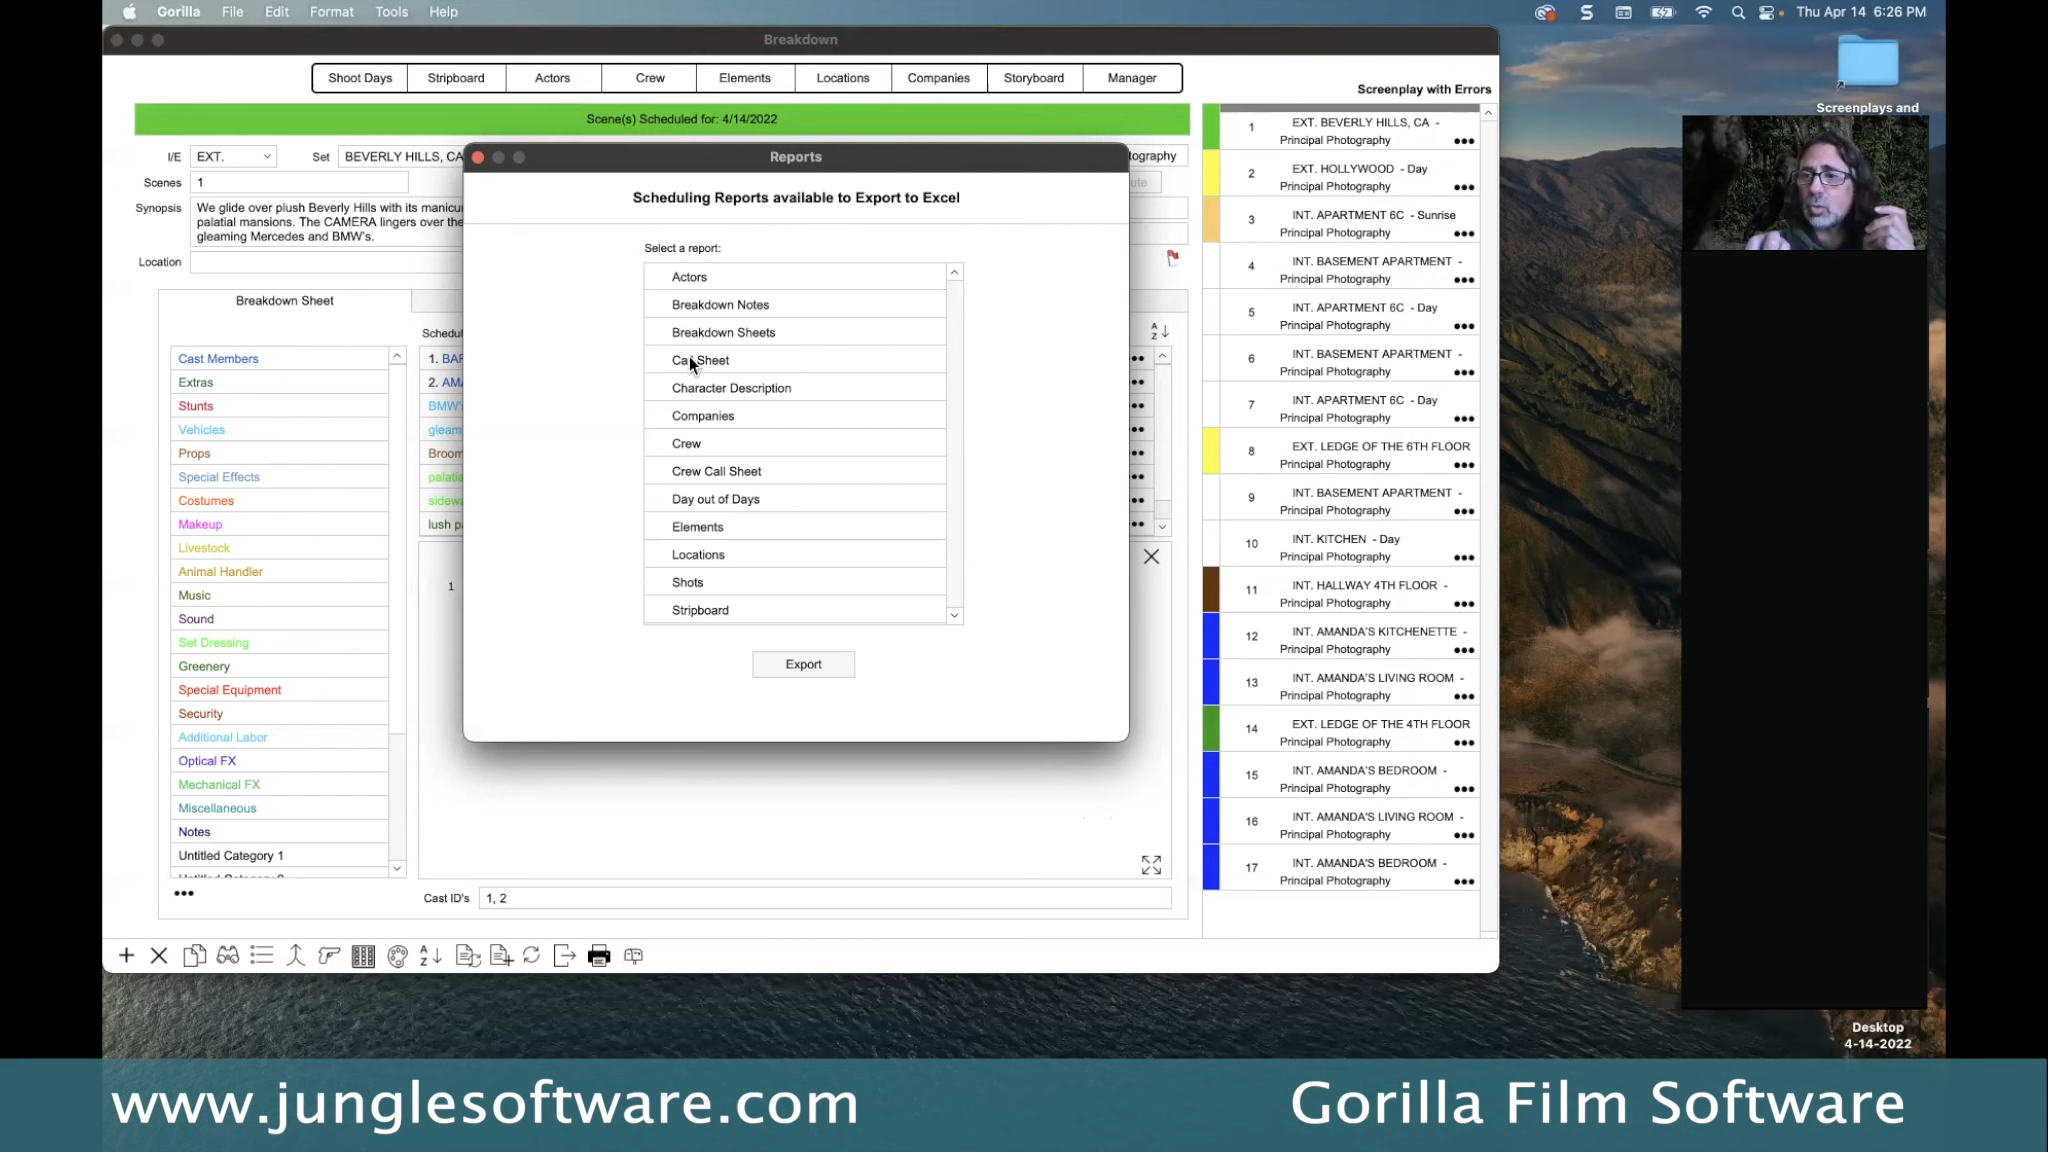 Gorilla File Edit Format Tools Help
Thu Apr 14 6:26 PM
Breakdown
Shoot Days Stripboard Actors Crew Elements Locations Companies Storyboard Manager
Screenplay with Errors
Scene(s) Scheduled for: 4/14/2022
I/E EXT. Set BEVERLY HILLS, CA
Scenes 1
Synopsis We glide over plush Beverly Hills with its
palatial mansions. The CAMERA lingers over the
gleaming Mercedes and BMW's.
Location
Breakdown Sheet
Cast Members
Extras
Stunts
Vehicles
Props
Special Effects
Costumes
Makeup
Livestock
Animal Handler
Music
Sound
Set Dressing
Greenery
Special Equipment
Security
Additional Labor
Optical FX
Mechanical FX
Miscellaneous
Notes
Untitled Category 1
1.
2.
BMW's
lush
1
Cast ID's 1, 2
Reports
Scheduling Reports available to Export to Excel
Select a report:
Actors
Breakdown Notes
Breakdown Sheets
Call Sheet
Character Description
Companies
Crew
Crew Call Sheet
Day out of Days
Elements
Locations
Shots
Stripboard
Export
1 EXT. BEVERLY HILLS, CA -
Principal Photography
2 EXT. HOLLYWOOD - Day
Principal Photography
3 INT. APARTMENT 6C - Sunrise
Principal Photography
4 INT. BASEMENT APARTMENT -
Principal Photography
5 INT. APARTMENT 6C - Day
Principal Photography
6 INT. BASEMENT APARTMENT -
Principal Photography
7 INT. APARTMENT 6C - Day
Principal Photography
8 EXT. LEDGE OF THE 6TH FLOOR
Principal Photography
9 INT. BASEMENT APARTMENT -
Principal Photography
10 INT. KITCHEN - Day
Principal Photography
11 INT. HALLWAY 4TH FLOOR -
Principal Photography
12 INT. AMANDA'S KITCHENETTE -
Principal Photography
13 INT. AMANDA'S LIVING ROOM -
Principal Photography
14 EXT. LEDGE OF THE 4TH FLOOR
Principal Photography
15 INT. AMANDA'S BEDROOM -
Principal Photography
16 INT. AMANDA'S LIVING ROOM -
Principal Photography
17 INT. AMANDA'S BEDROOM -
Principal Photography
Screenplays and
Desktop
4-14-2022
www.junglesoftware.com
Gorilla Film Software